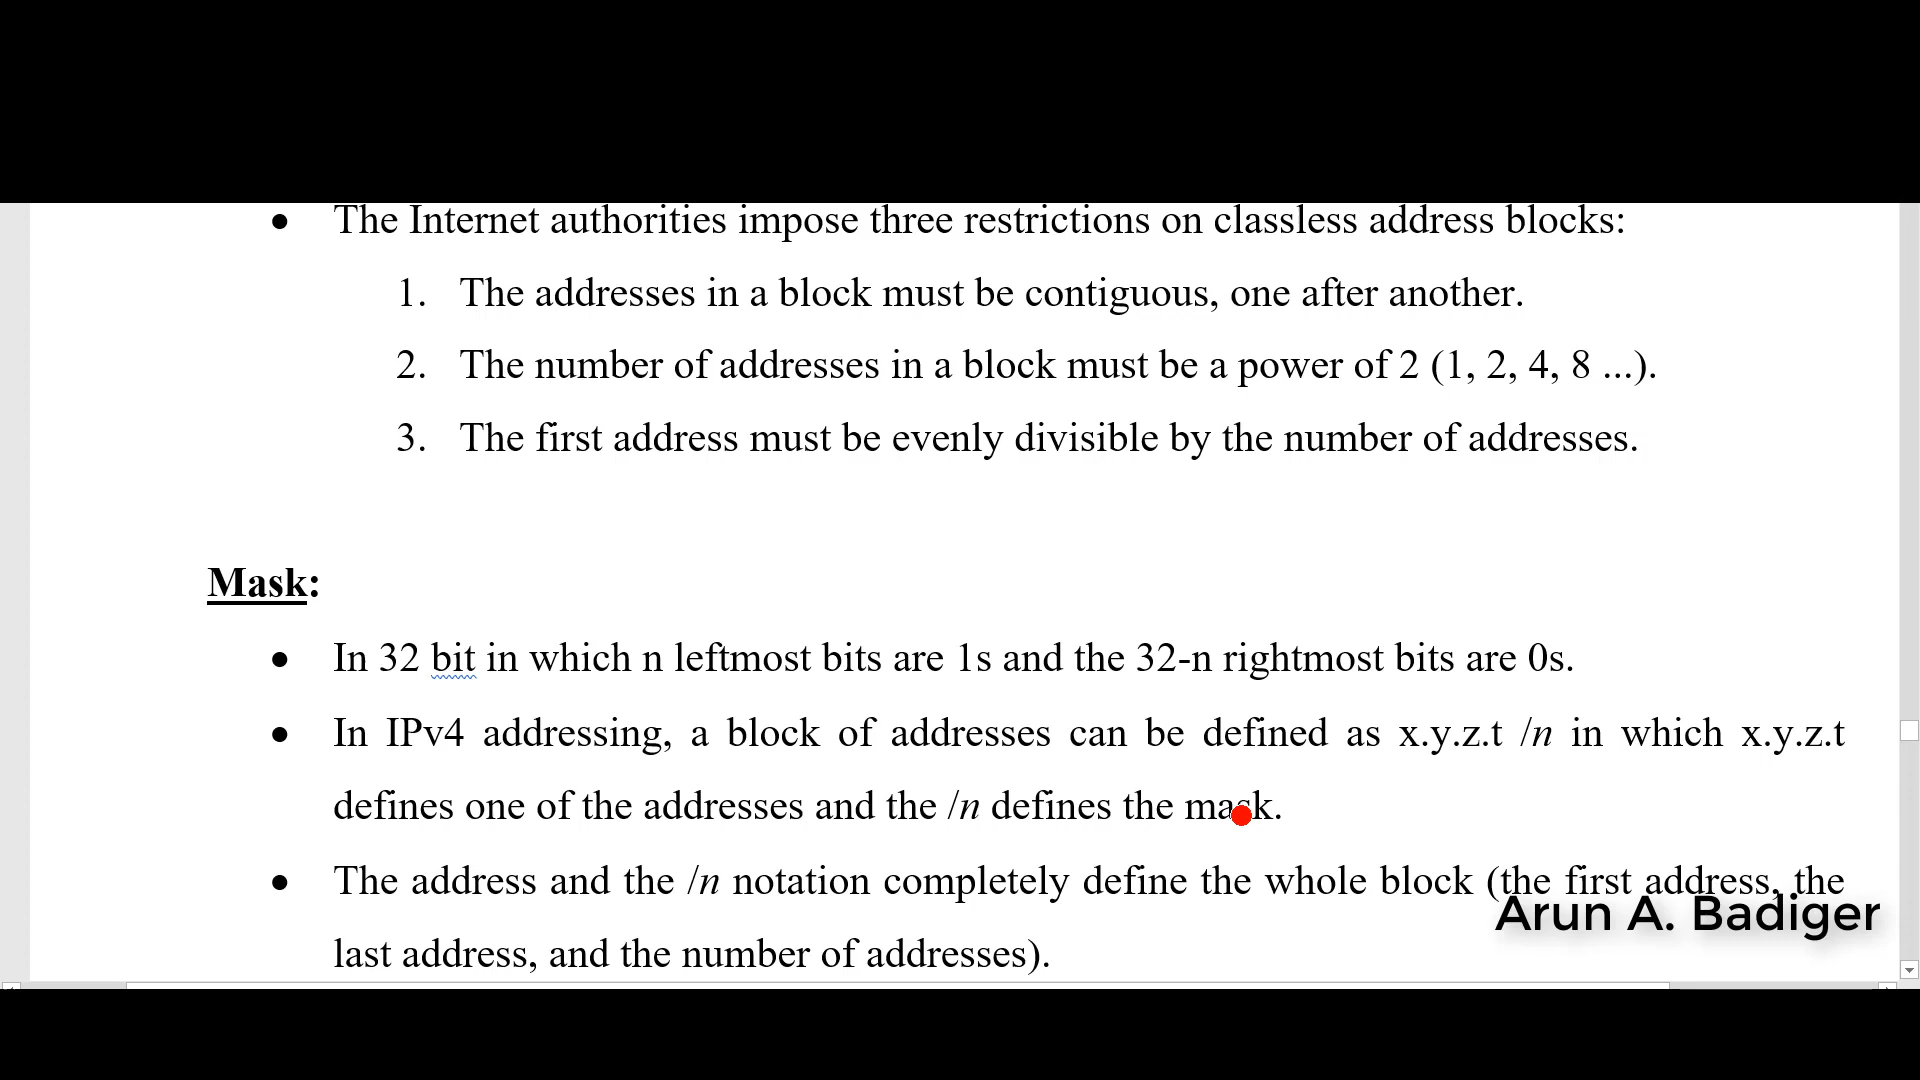 • The Internet authorities impose three restrictions on classless address blocks:
1. The addresses in a block must be contiguous, one after another.
2. The number of addresses in a block must be a power of 2 (1, 2, 4, 8 ...).
3. The first address must be evenly divisible by the number of addresses.
Mask:
• In 32 bit in which n leftmost bits are 1s and the 32-n rightmost bits are 0s.
• In IPv4 addressing, a block of addresses can be defined as x.y.z.t /n in which x.y.z.t
defines one of the addresses and the /n defines the mask.
• The address and the /n notation completely define the whole block (the first address, the
last address, and the number of addresses).
Arun A. Badiger